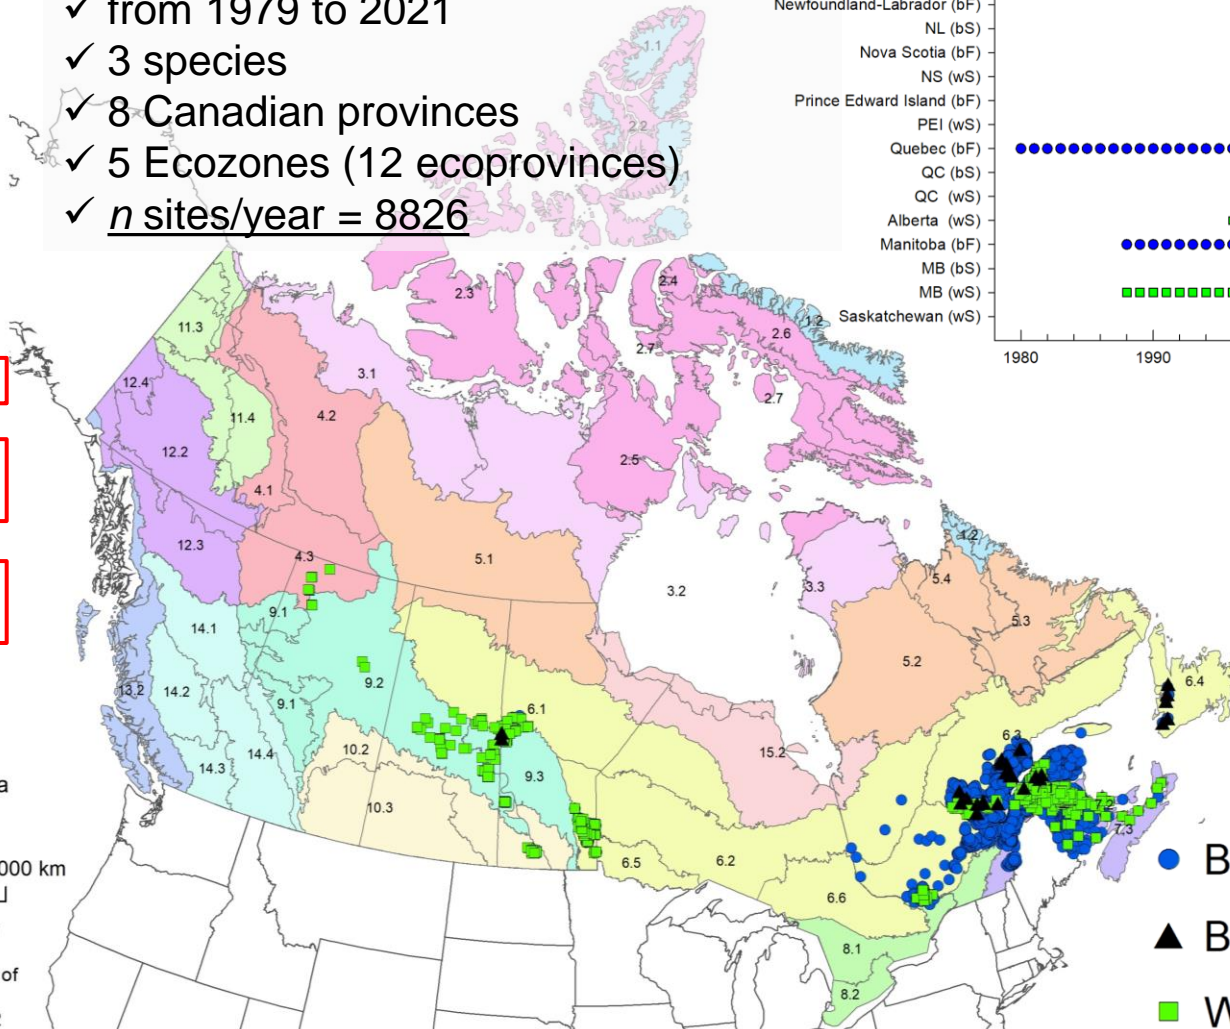 ✓ from 1979 to 2021
✓ 3 species
✓ 8 Canadian provinces
✓ 5 Ecozones (12 ecoprovinces)
✓ n sites/year = 8826
Newfoundland-Labrador (bF)
NL (bS)
Nova Scotia (bF)
NS (wS)
Prince Edward Island (bF)
PEI (wS)
Quebec (bF)
QC (bS)
QC (wS)
Alberta (wS)
Manitoba (bF)
MB (bS)
MB (wS)
Saskatchewan (wS)
1980
1990
1.1
2.2
2.3
2.4
1.2
2.6
2.7
11.3
3.1
12.4
2.7
11.4
4.2
12.2
2.5
4.1
1.2
12.3
4.3
5.1
5.4
3.2
3.3
9.1
5.3
14.1
5.2
9.2
6.4
13.2
14.2
9.1
6.1
6.3
10.2
15.2
14.4
14.3
9.3
10.3
7.2
7.3
6.5
6.2
6.6
8.1
8.2
a
000 km
of
B
B
W